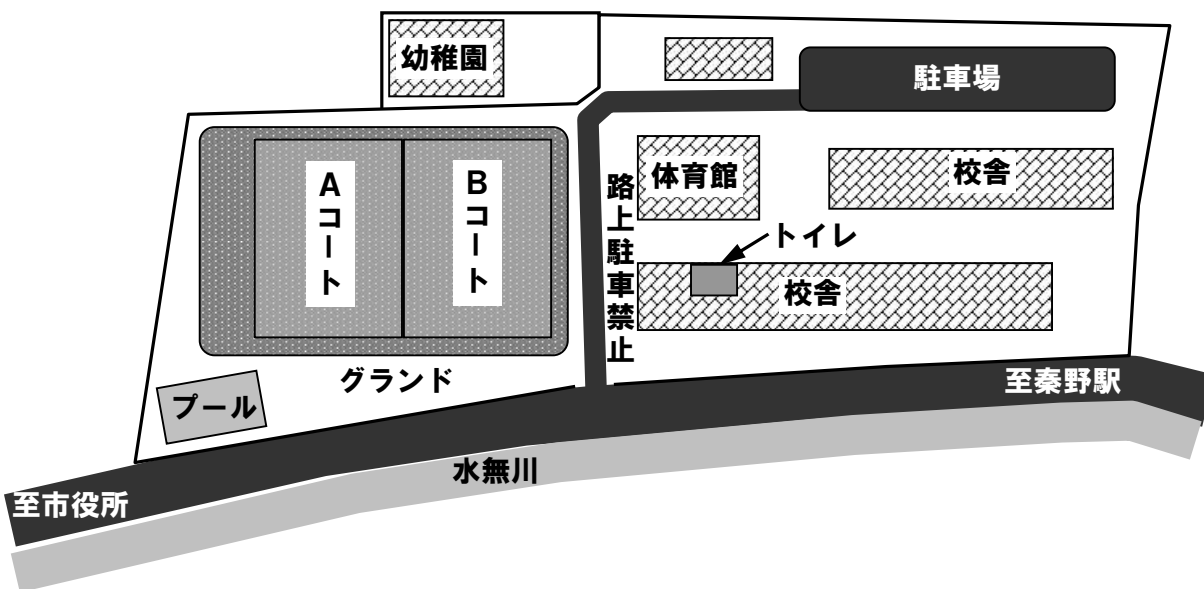 幼稚園
駐車場
Aコート
Bコート
路上駐車禁止
体育館
校舎
トイレ
校舎
グランド
プール
至秦野駅
水無川
至市役所